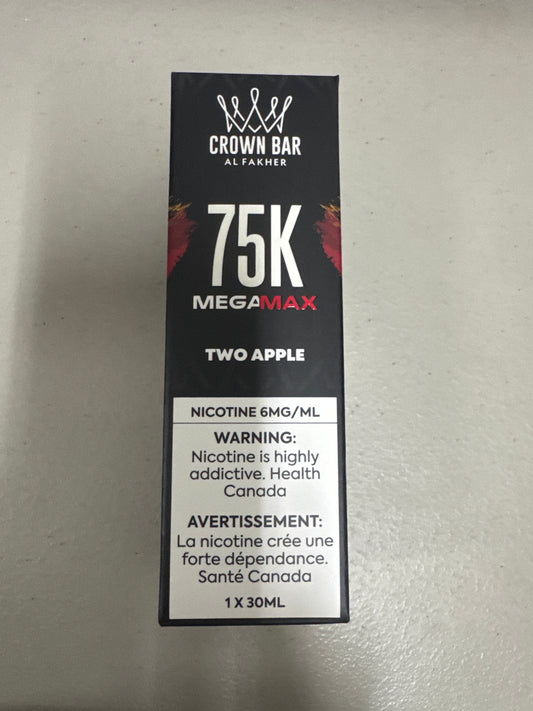 CROWN BAR
AL FAKHER
75K
MEGAMAX
TWO APPLE
NICOTINE 6MG/ML
WARNING:
Nicotine is highly
addictive. Health
Canada
AVERTISSEMENT:
La nicotine crée une
forte dépendance.
Santé Canada
1 X 30ML